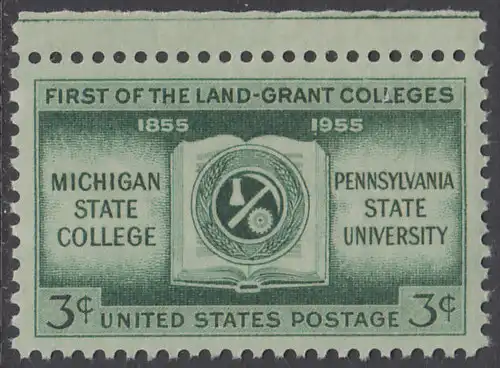 FIRST OF THE LAND-GRANT COLLEGES
1855 1955
MICHIGAN
STATE
COLLEGE
PENNSYLVANIA
STATE
UNIVERSITY
3¢ UNITED STATES POSTAGE 3¢